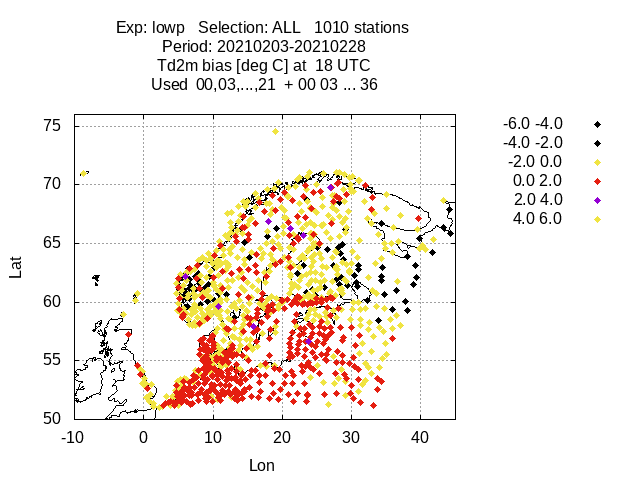 Exp: lowp   Selection: ALL   1010 stations
Period: 20210203-20210228
Td2m bias [deg C] at  18 UTC
Used  00,03,...,21  + 00 03 ... 36
-6.0 -4.0
-4.0 -2.0
-2.0 0.0
0.0 2.0
2.0 4.0
4.0 6.0
75
70
65
60
55
50
Lat
-10 0 10 20 30 40
Lon